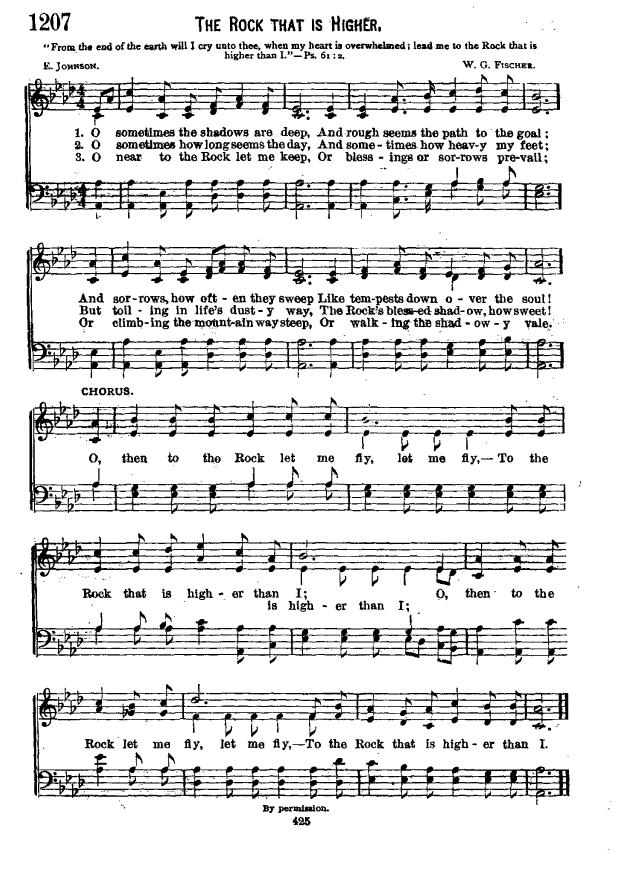 1207
THE ROCK THAT IS HIGHER.
"From the end of the earth will I cry unto thee, when my heart is overwhelmed; lead me to the Rock that is
higher than I."—Ps. 61:2.
E. JOHNSON. W. G. FISCHER.
1. O sometimes the shadows are deep, And rough seems the path to the goal;
2. O sometimes how long seems the day, And some-times how heav-y my feet;
3. O near to the Rock let me keep, Or bless-ings or sor-rows pre-vail;
And sor-rows, how oft-en they sweep Like tem-pests down o-ver the soul!
But toil-ing in life's dust-y way, The Rock's bless-ed shad-ow, how sweet!
Or climb-ing the mount-ain way steep, Or walk-ing the shad-ow-y vale.
CHORUS.
O, then to the Rock let me fly, let me fly,—To the
Rock that is high-er than I; O, then to the
is high-er than I;
Rock let me fly, let me fly,—To the Rock that is high-er than I.
By permission.
425